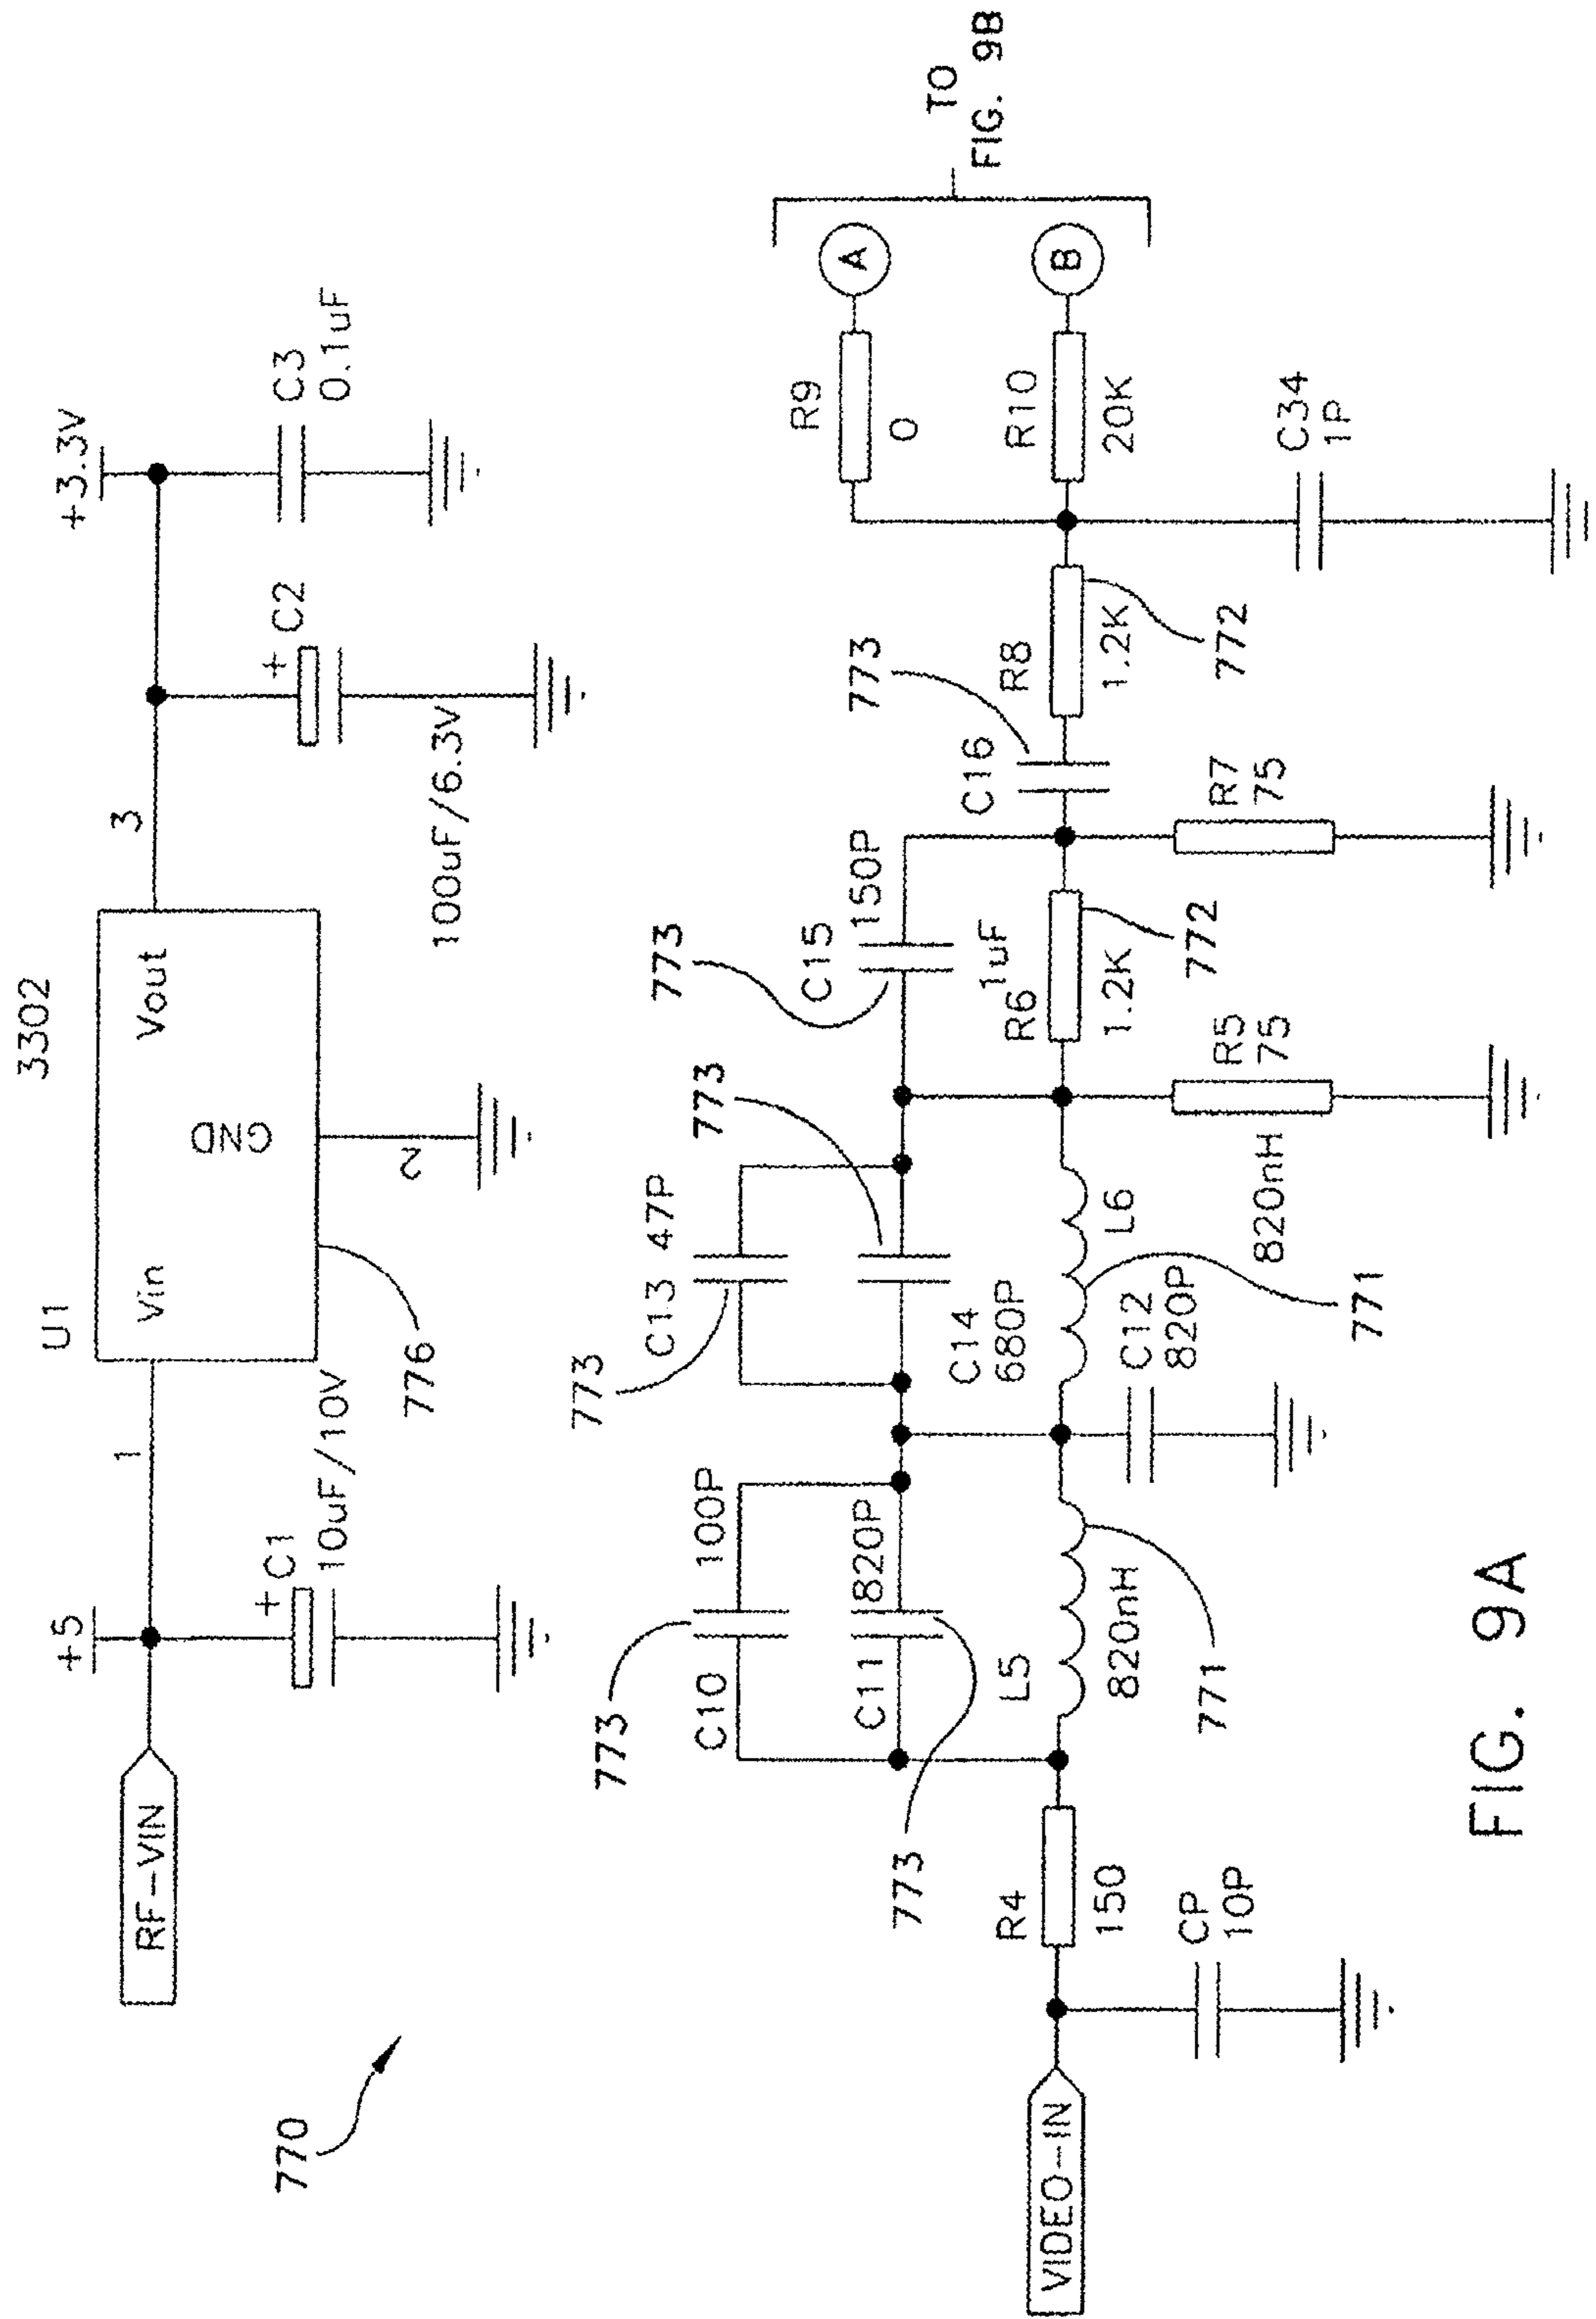 770
RF-VIN
+5
C1
+
10uF/10V
1
U1
3302
Vin
Vout
GND
2
776
3
+
C2
100uF/6.3V
+3.3V
C3
0.1uF
VIDEO-IN
CP
10P
R4
150
773
C10
100P
C11
820P
773
L5
820nH
771
773
C13
47P
773
C14
680P
L6
820nH
771
C12
820P
773
C15
150P
1uF
R6
1.2K
772
R5
75
R7
75
773
C16
R8
1.2K
772
R9
0
R10
20K
C34
1P
A
B
TO
FIG. 9B
FIG. 9A